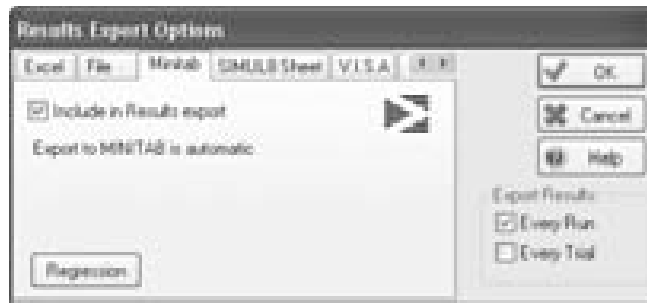 Results Export Options
Excel File Minitab SIMUL8 Sheet V.I.S.A
Include in Results export
Export to MINITAB is automatic
Regression
OK
Cancel
Help
Export Results
Every Run
Every Trial